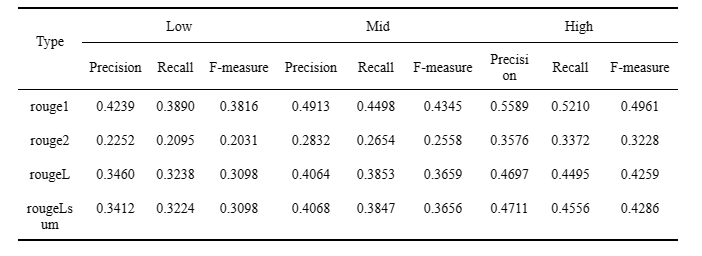 Type Low Mid High
Precision Recall F-measure Precision Recall F-measure Precisi on Recall F-measure
rouge1 0.4239 0.3890 0.3816 0.4913 0.4498 0.4345 0.5589 0.5210 0.4961
rouge2 0.2252 0.2095 0.2031 0.2832 0.2654 0.2558 0.3576 0.3372 0.3228
rougeL 0.3460 0.3238 0.3098 0.4064 0.3853 0.3659 0.4697 0.4495 0.4259
rougeLs um 0.3412 0.3224 0.3098 0.4068 0.3847 0.3656 0.4711 0.4556 0.4286